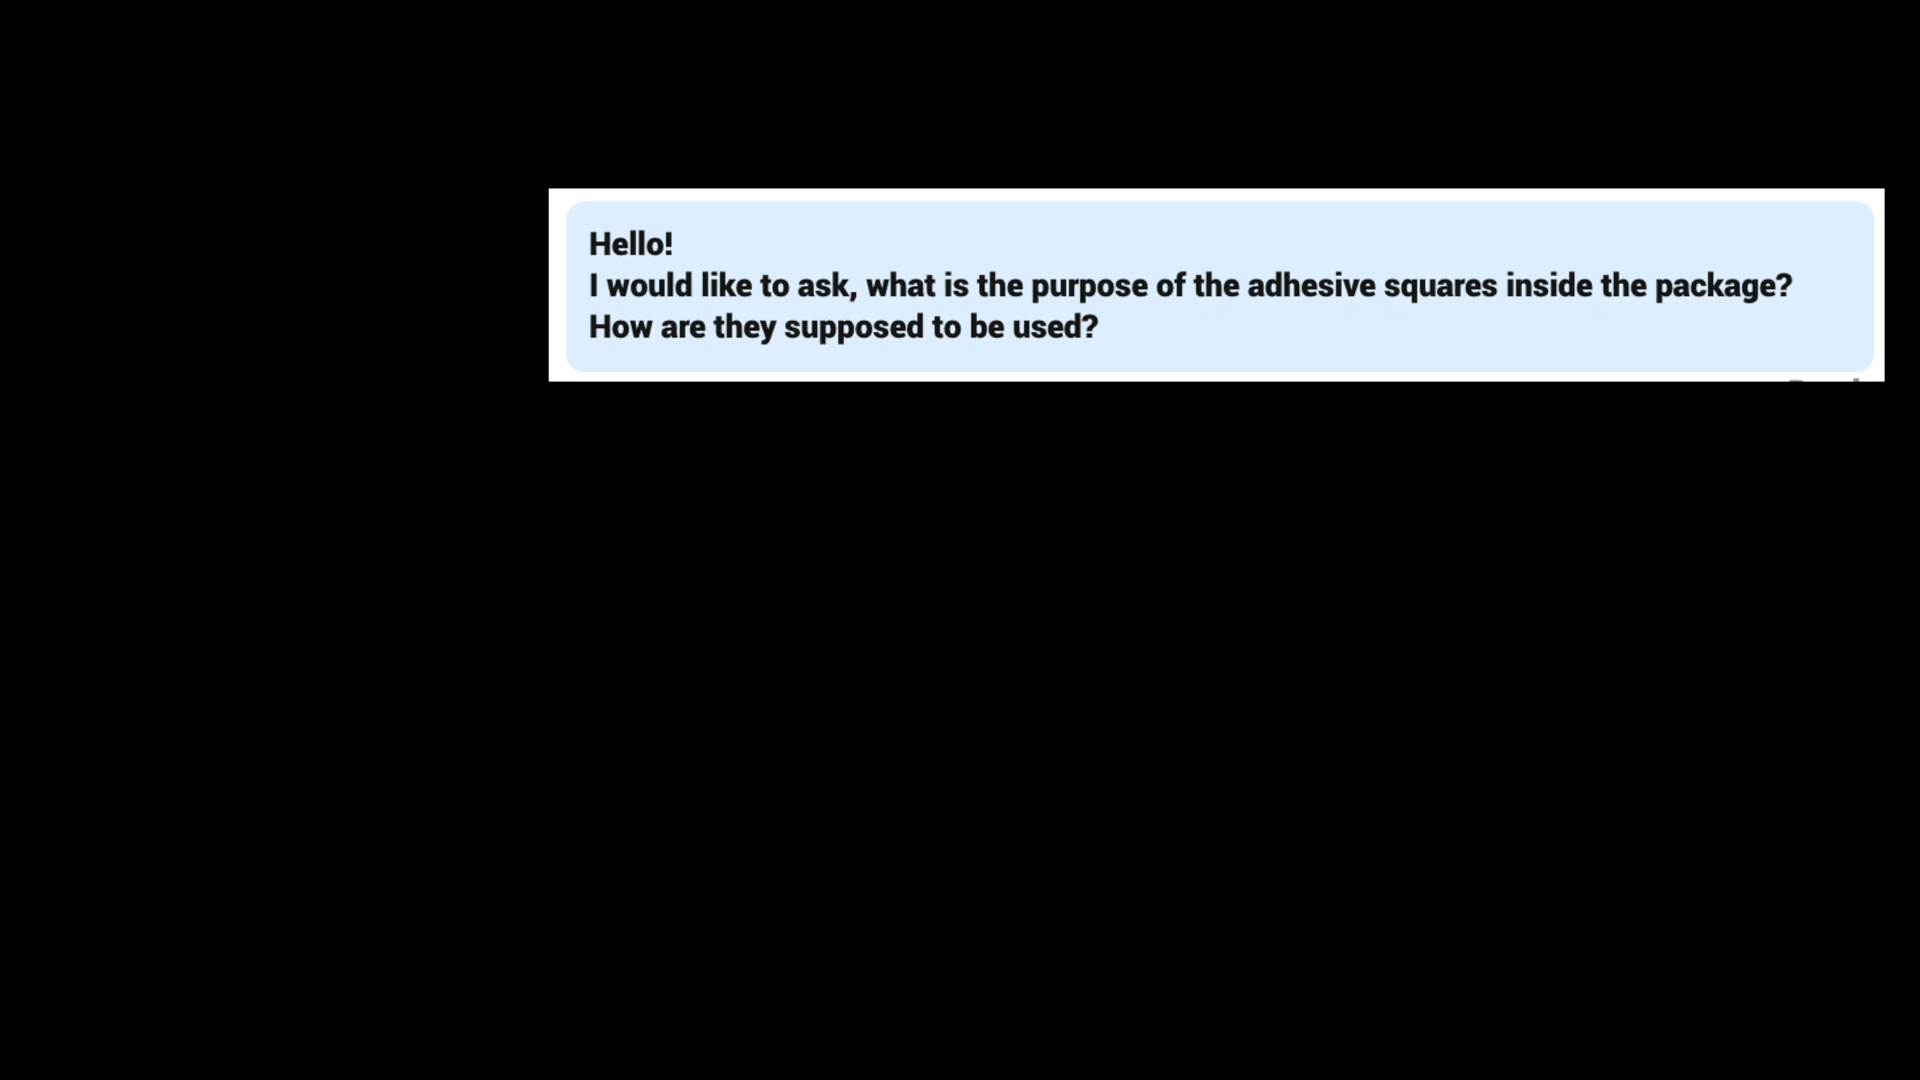 Hello!
I would like to ask, what is the purpose of the adhesive squares inside the package?
How are they supposed to be used?